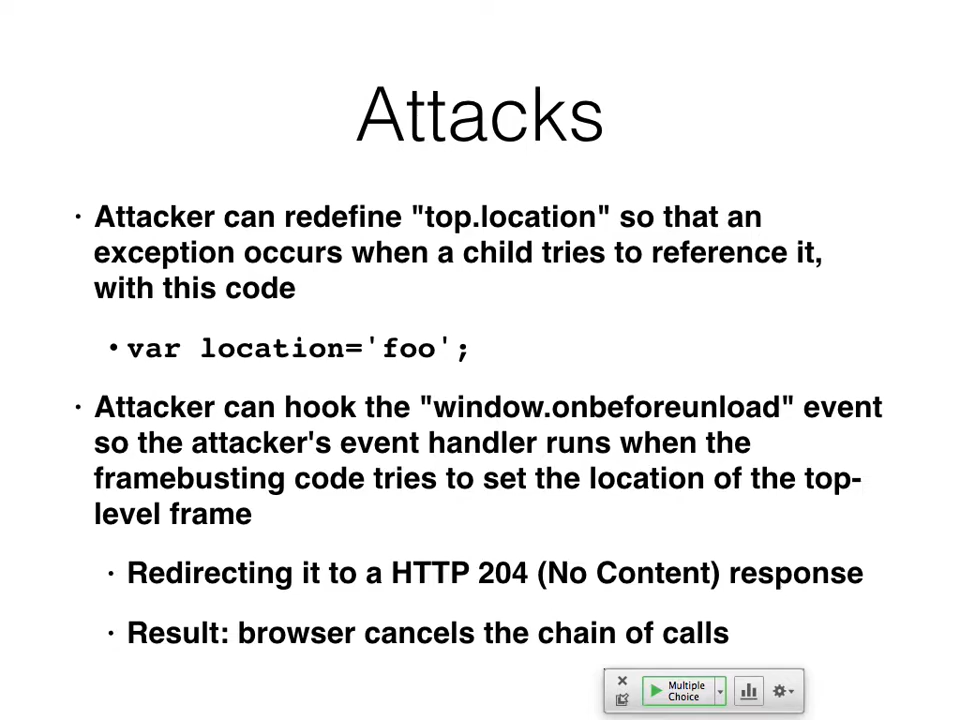 Attacks
• Attacker can redefine "top.location" so that an
exception occurs when a child tries to reference it,
with this code
• var location='foo';
• Attacker can hook the "window.onbeforeunload" event
so the attacker's event handler runs when the
framebusting code tries to set the location of the top-
level frame
• Redirecting it to a HTTP 204 (No Content) response
• Result: browser cancels the chain of calls
Multiple
Choice